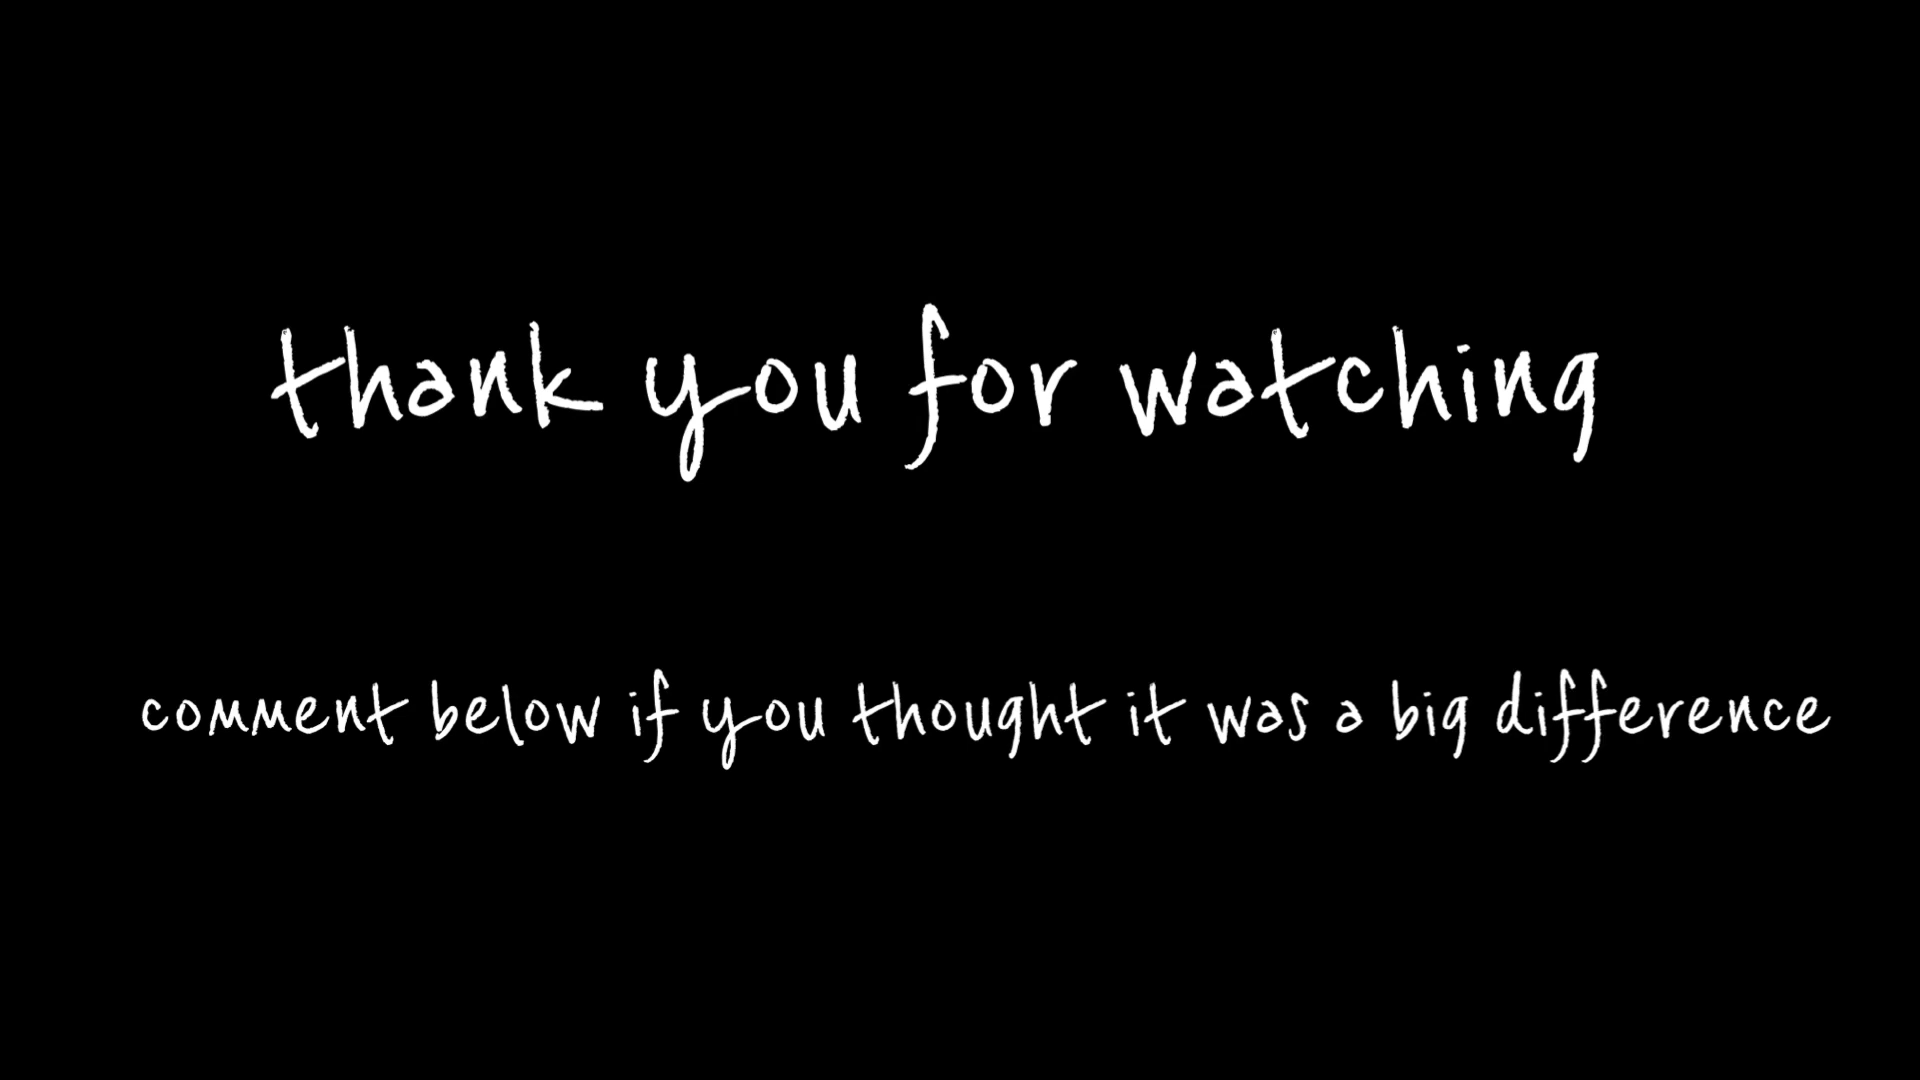 thank you for watching
comment below if you thought it was a big difference